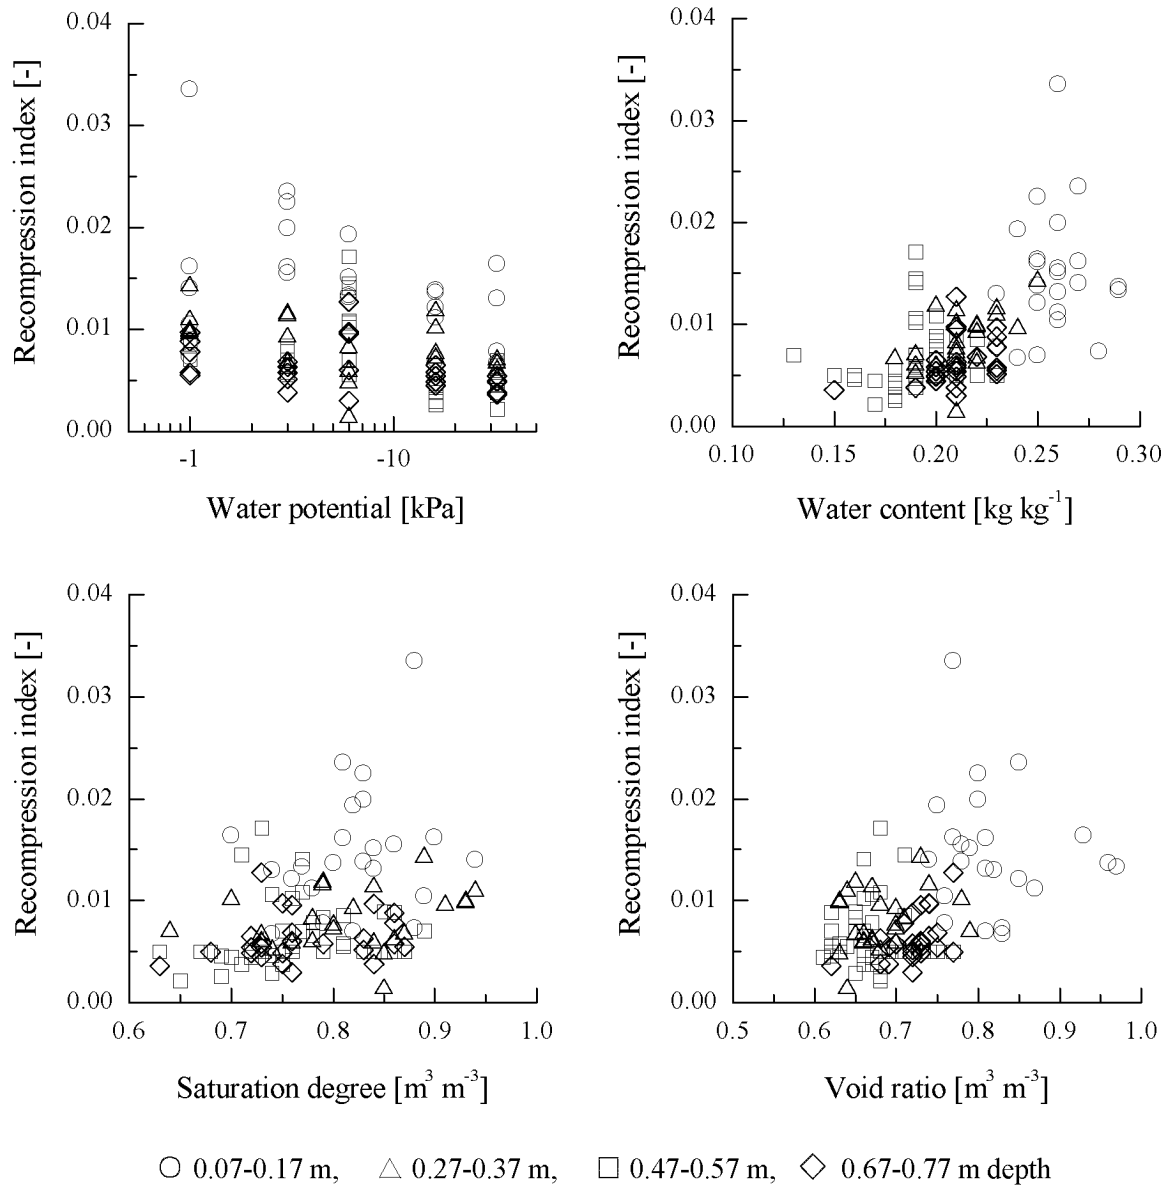 0.04
0.03
0.02
0.01
0.00
Recompression index [-]
-1 -10
Water potential [kPa]
0.04
0.03
0.02
0.01
0.00
Recompression index [-]
0.10 0.15 0.20 0.25 0.30
Water content [kg kg⁻¹]
0.04
0.03
0.02
0.01
0.00
Recompression index [-]
0.6 0.7 0.8 0.9 1.0
Saturation degree [m³ m⁻³]
0.04
0.03
0.02
0.01
0.00
Recompression index [-]
0.5 0.6 0.7 0.8 0.9 1.0
Void ratio [m³ m⁻³]
0.07-0.17 m, 0.27-0.37 m, 0.47-0.57 m, 0.67-0.77 m depth